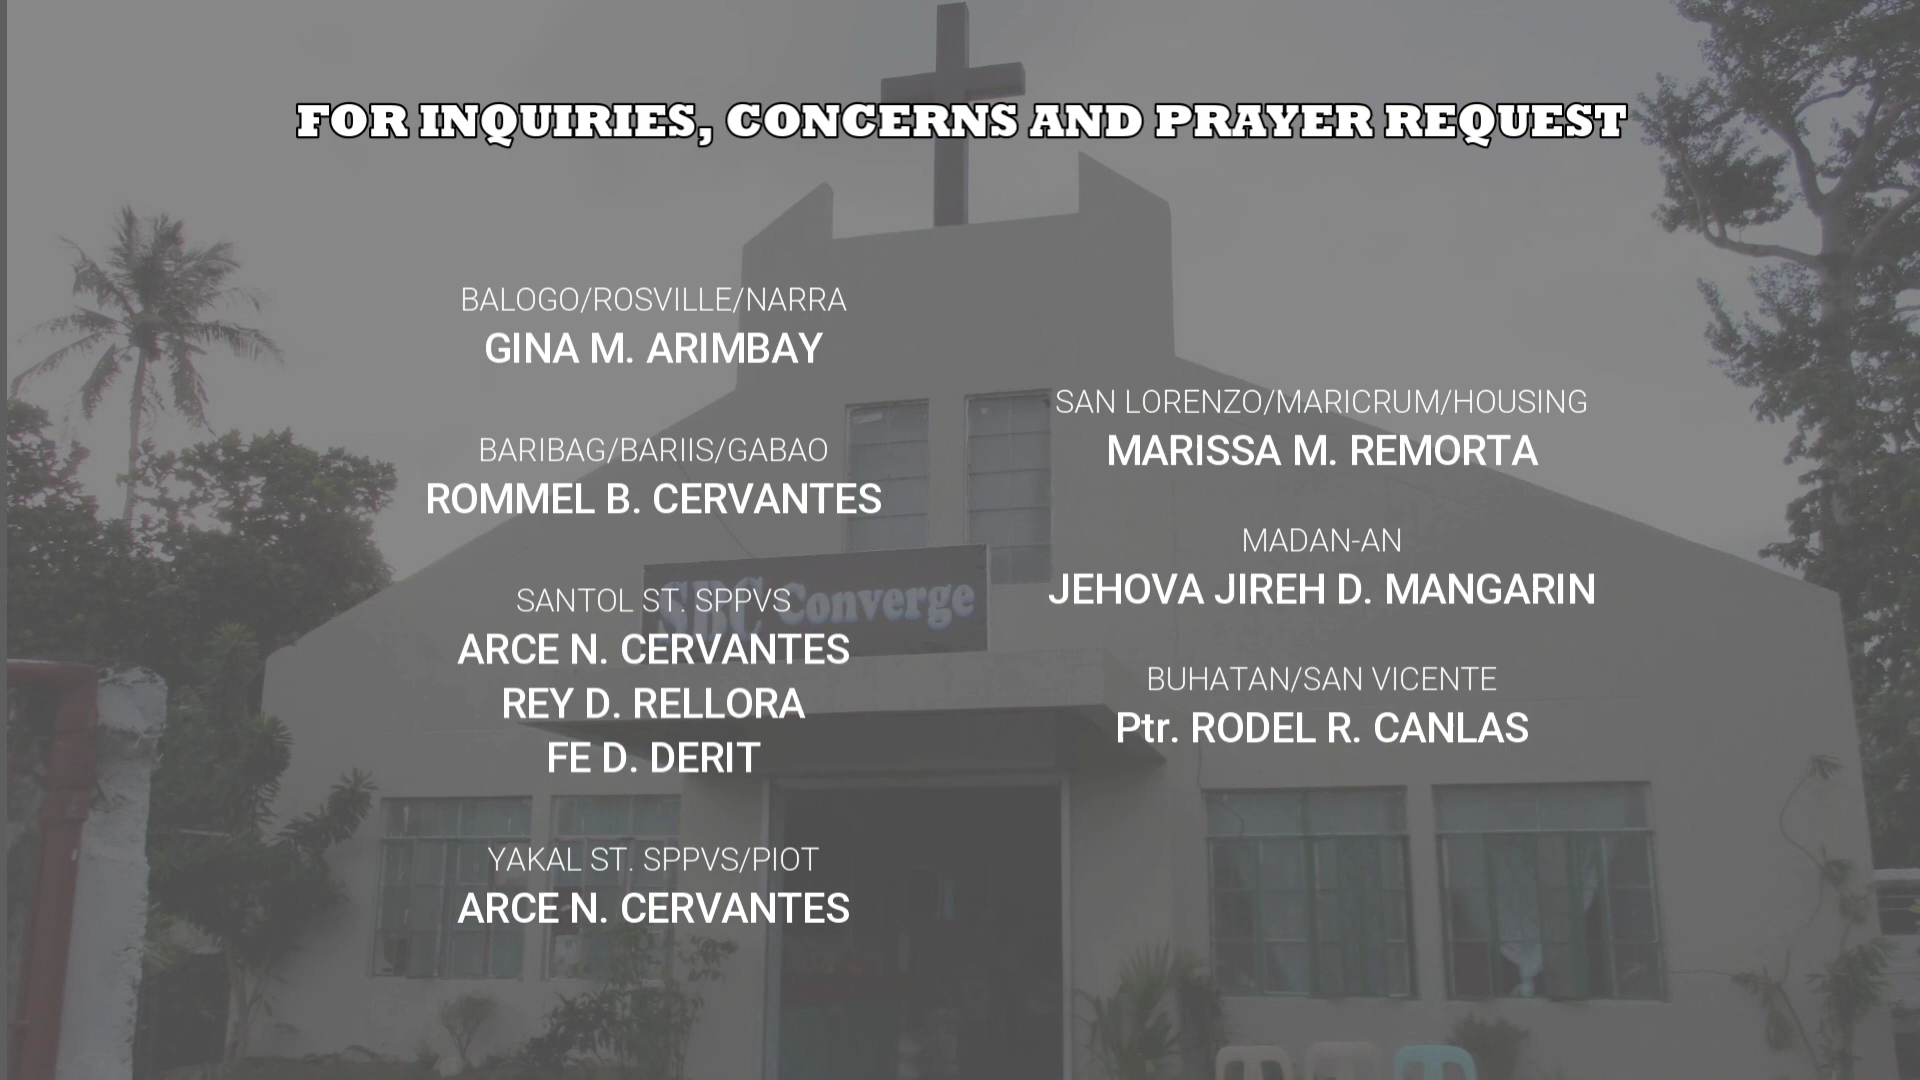 FOR INQUIRIES, CONCERNS AND PRAYER REQUEST
BALOGO/ROSVILLE/NARRA
GINA M. ARIMBAY
BARIBAG/BARIIS/GABAO
ROMMEL B. CERVANTES
SANTOL ST. SPPVS
ARCE N. CERVANTES
REY D. RELLORA
FE D. DERIT
YAKAL ST. SPPVS/PIOT
ARCE N. CERVANTES
SAN LORENZO/MARICRUM/HOUSING
MARISSA M. REMORTA
MADAN-AN
JEHOVA JIREH D. MANGARIN
BUHATAN/SAN VICENTE
Ptr. RODEL R. CANLAS
Converge